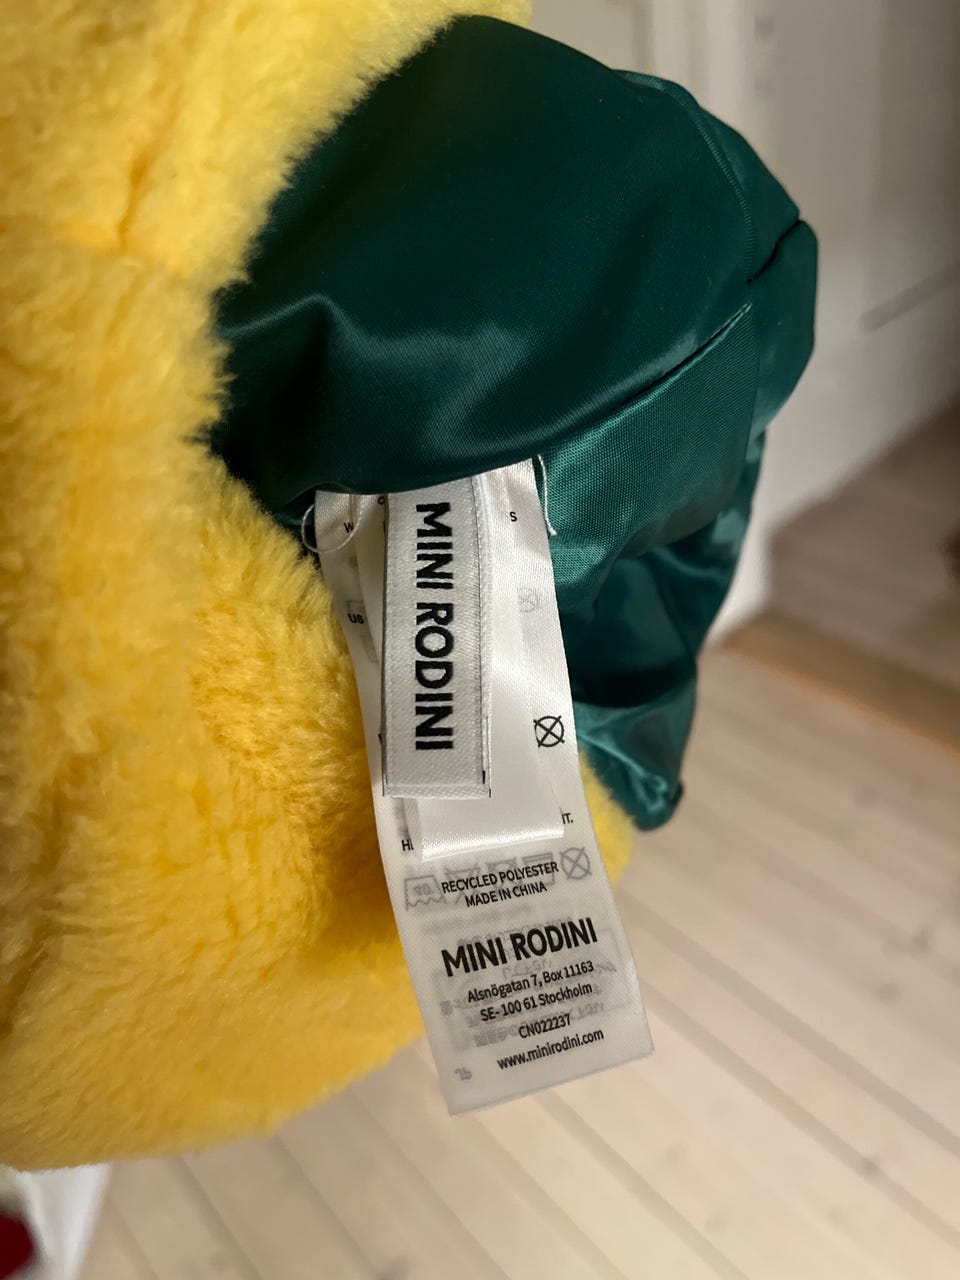 MINI RODINI
W
S
US
RECYCLED POLYESTER
MADE IN CHINA
MINI RODINI
Alsnögatan 7, Box 11163
SE- 100 61 Stockholm
CN022237
www.minirodini.com